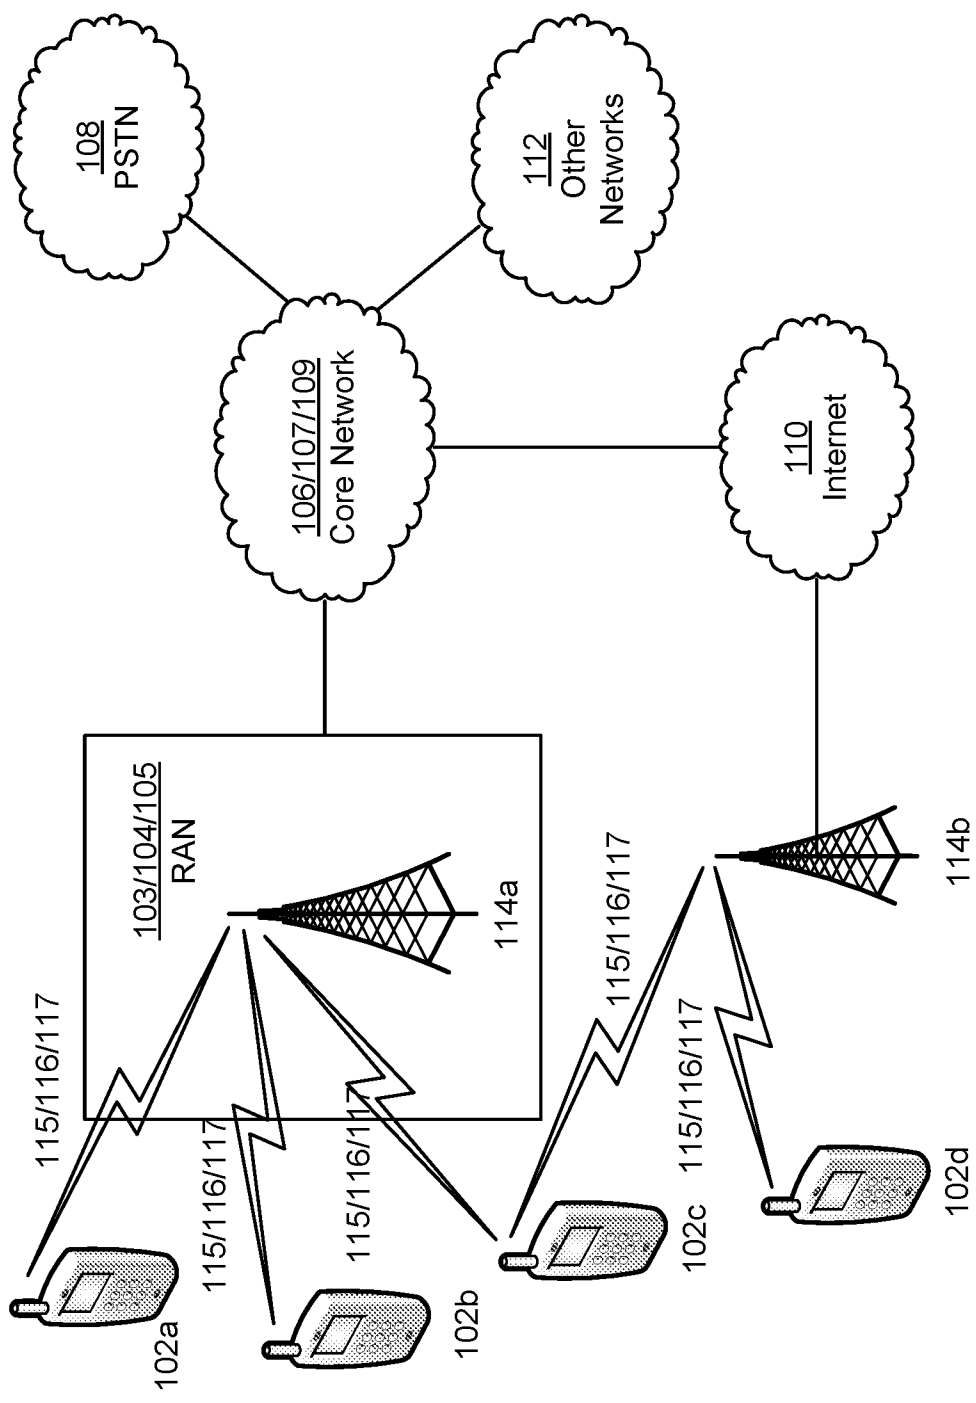 108
PSTN
112
Other
Networks
106/107/109
Core Network
110
Internet
103/104/105
RAN
114a
114b
115/116/117
115/116/117
115/116/117
115/116/117
115/116/117
102a
102b
102c
102d